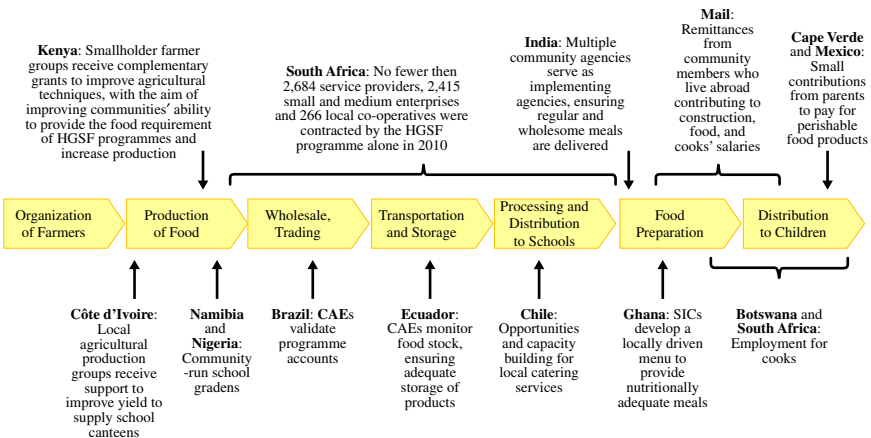 Kenya: Smallholder farmer
groups receive complementary
grants to improve agricultural
techniques, with the aim of
improving communities′ ability
to provide the food requirement
of HGSF programmes and
increase production
South Africa: No fewer then
2,684 service providers, 2,415
small and medium enterprises
and 266 local co-operatives were
contracted by the HGSF
programme alone in 2010
India: Multiple
community agencies
serve as
implementing
agencies, ensuring
regular and
wholesome meals
are delivered
Mail:
Remittances
from
community
members who
live abroad
contributing to
construction,
food, and
cooks’ salaries
Cape Verde
and Mexico:
Small
contributions
from parents
to pay for
perishable
food products
Organization
of Farmers
Production
of Food
Wholesale,
Trading
Transportation
and Storage
Processing and
Distribution
to Schools
Food
Preparation
Distribution
to Children
Côte d’Ivoire:
Local
agricultural
production
groups receive
support to
improve yield to
supply school
canteens
Namibia
and
Nigeria:
Community
-run school
gradens
Brazil: CAEs
validate
programme
accounts
Ecuador:
CAEs monitor
food stock,
ensuring
adequate
storage of
products
Chile:
Opportunities
and capacity
building for
local catering
services
Ghana: SICs
develop a
locally driven
menu to
provide
nutritionally
adequate meals
Botswana and
South Africa:
Employment for
cooks